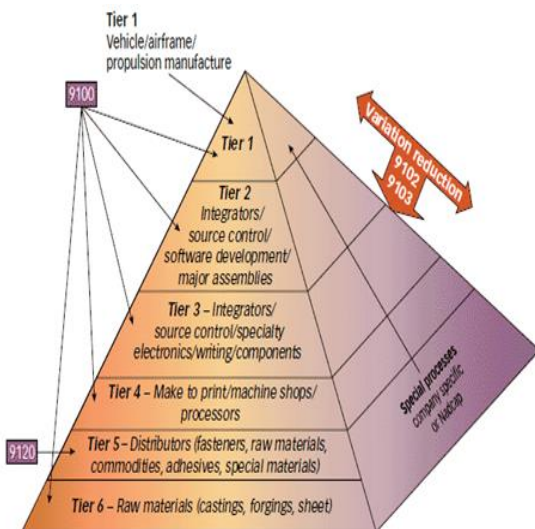 Tier 1
Vehicle/airframe/
propulsion manufacture
9100
Variation reduction
9102
9103
Tier 1
Tier 2
Integrators/
source control/
software development/
major assemblies
Tier 3 – Integrators/
source control/specialty
electronics/writing/components
Special processes
company specific
or Nadcap
Tier 4 – Make to print/machine shops/
processors
9120
Tier 5 – Distributors (fasteners, raw materials,
commodities, adhesives, special materials)
Tier 6 – Raw materials (castings, forgings, sheet)